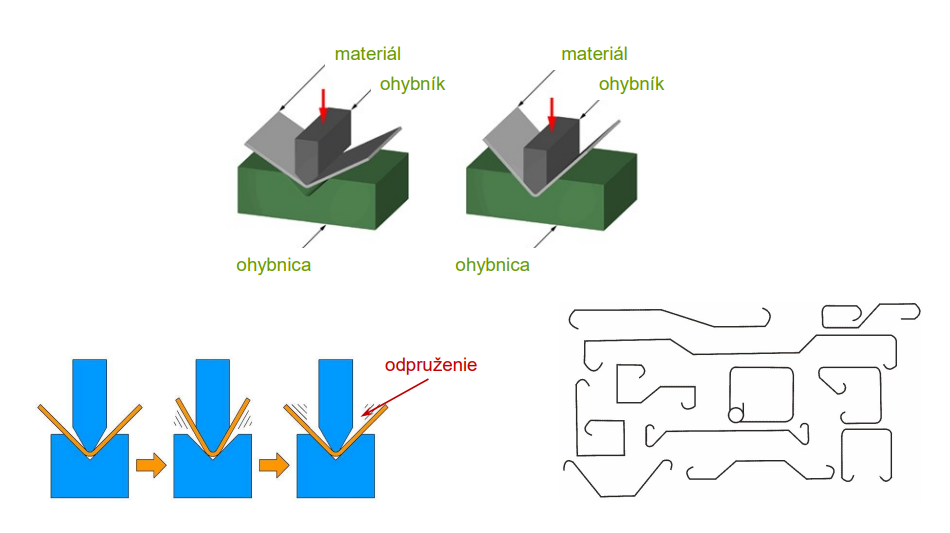 materiál
ohybník
ohybnica
materiál
ohybník
ohybnica
odpruženie